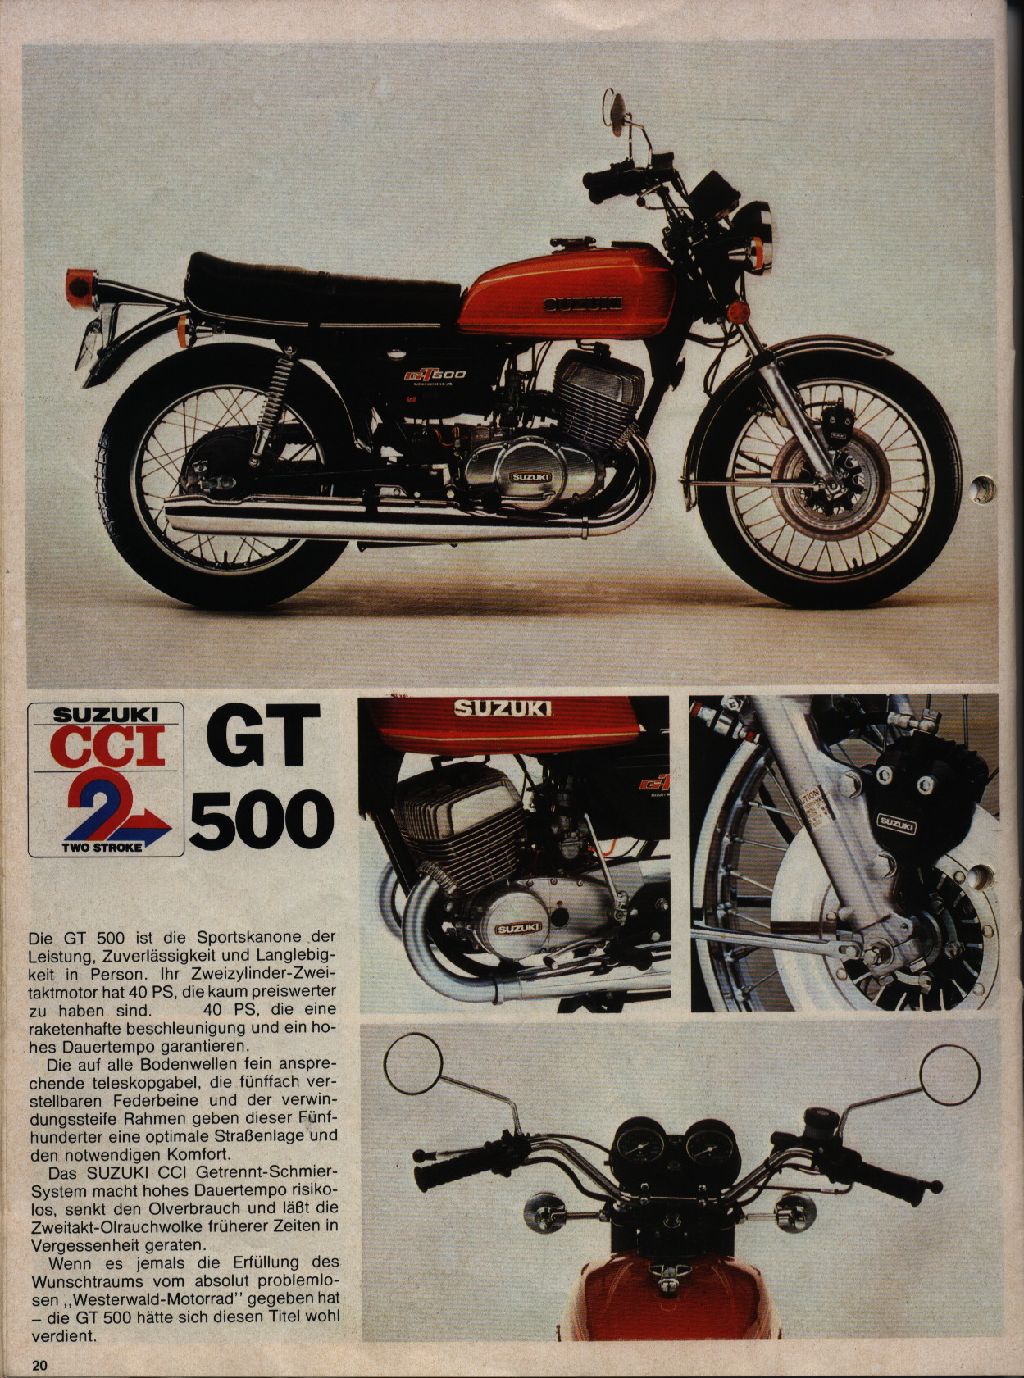 SUZUKI
GT500
SUZUKI
SUZUKI
CCI
2
TWO STROKE
GT
500
SUZUKI
GT
SUZUKI
SUZUKI
Die GT 500 ist die Sportskanone der
Leistung, Zuverlässigkeit und Langlebig-
keit in Person. Ihr Zweizylinder-Zwei-
taktmotor hat 40 PS, die kaum preiswerter
zu haben sind. 40 PS, die eine
raketenhafte beschleunigung und ein ho-
hes Dauertempo garantieren.
Die auf alle Bodenwellen fein anspre-
chende teleskopgabel, die fünffach ver-
stellbaren Federbeine und der verwin-
dungssteife Rahmen geben dieser Fünf-
hunderter eine optimale Straßenlage und
den notwendigen Komfort.
Das SUZUKI CCI Getrennt-Schmier-
System macht hohes Dauertempo risiko-
los, senkt den Olverbrauch und läßt die
Zweitakt-Olrauchwolke früherer Zeiten in
Vergessenheit geraten.
Wenn es jemals die Erfüllung des
Wunschtraums vom absolut problemlo-
sen „Westerwald-Motorrad" gegeben hat
– die GT 500 hätte sich diesen Titel wohl
verdient.
20